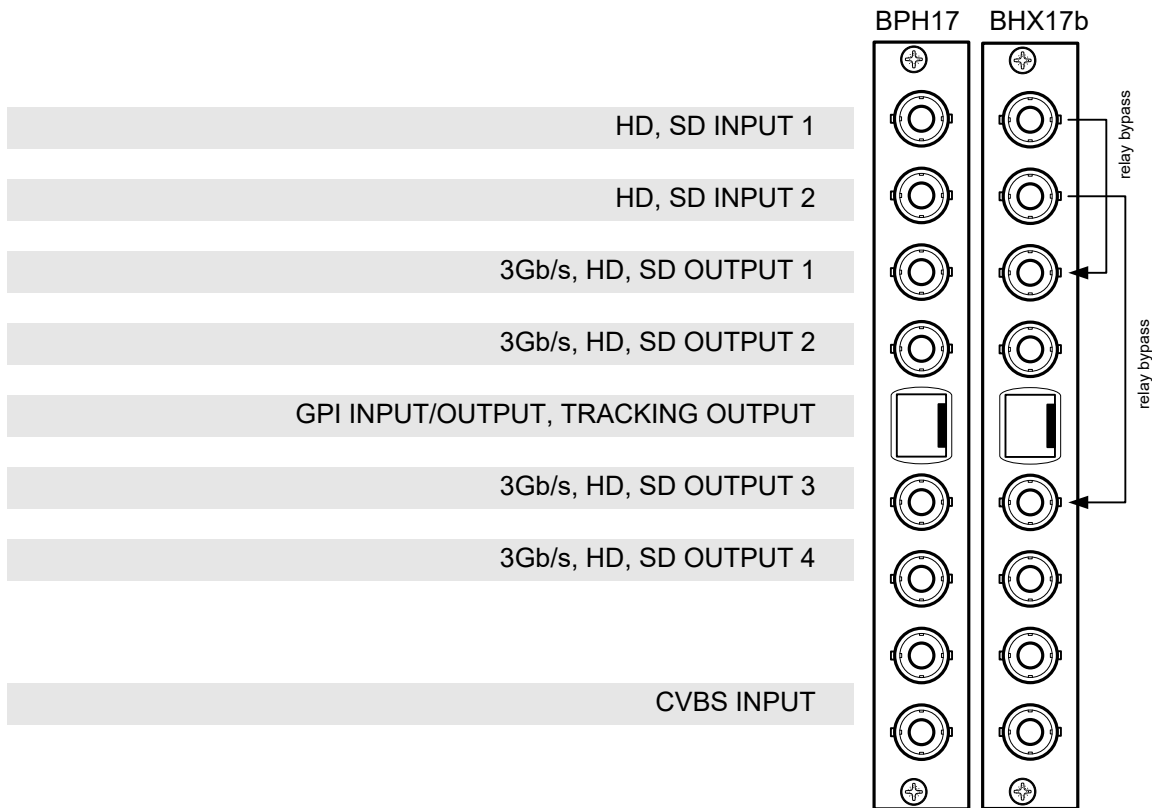 BPH17 BHX17b
HD, SD INPUT 1
relay bypass
HD, SD INPUT 2
3Gb/s, HD, SD OUTPUT 1
3Gb/s, HD, SD OUTPUT 2
relay bypass
GPI INPUT/OUTPUT, TRACKING OUTPUT
3Gb/s, HD, SD OUTPUT 3
3Gb/s, HD, SD OUTPUT 4
CVBS INPUT